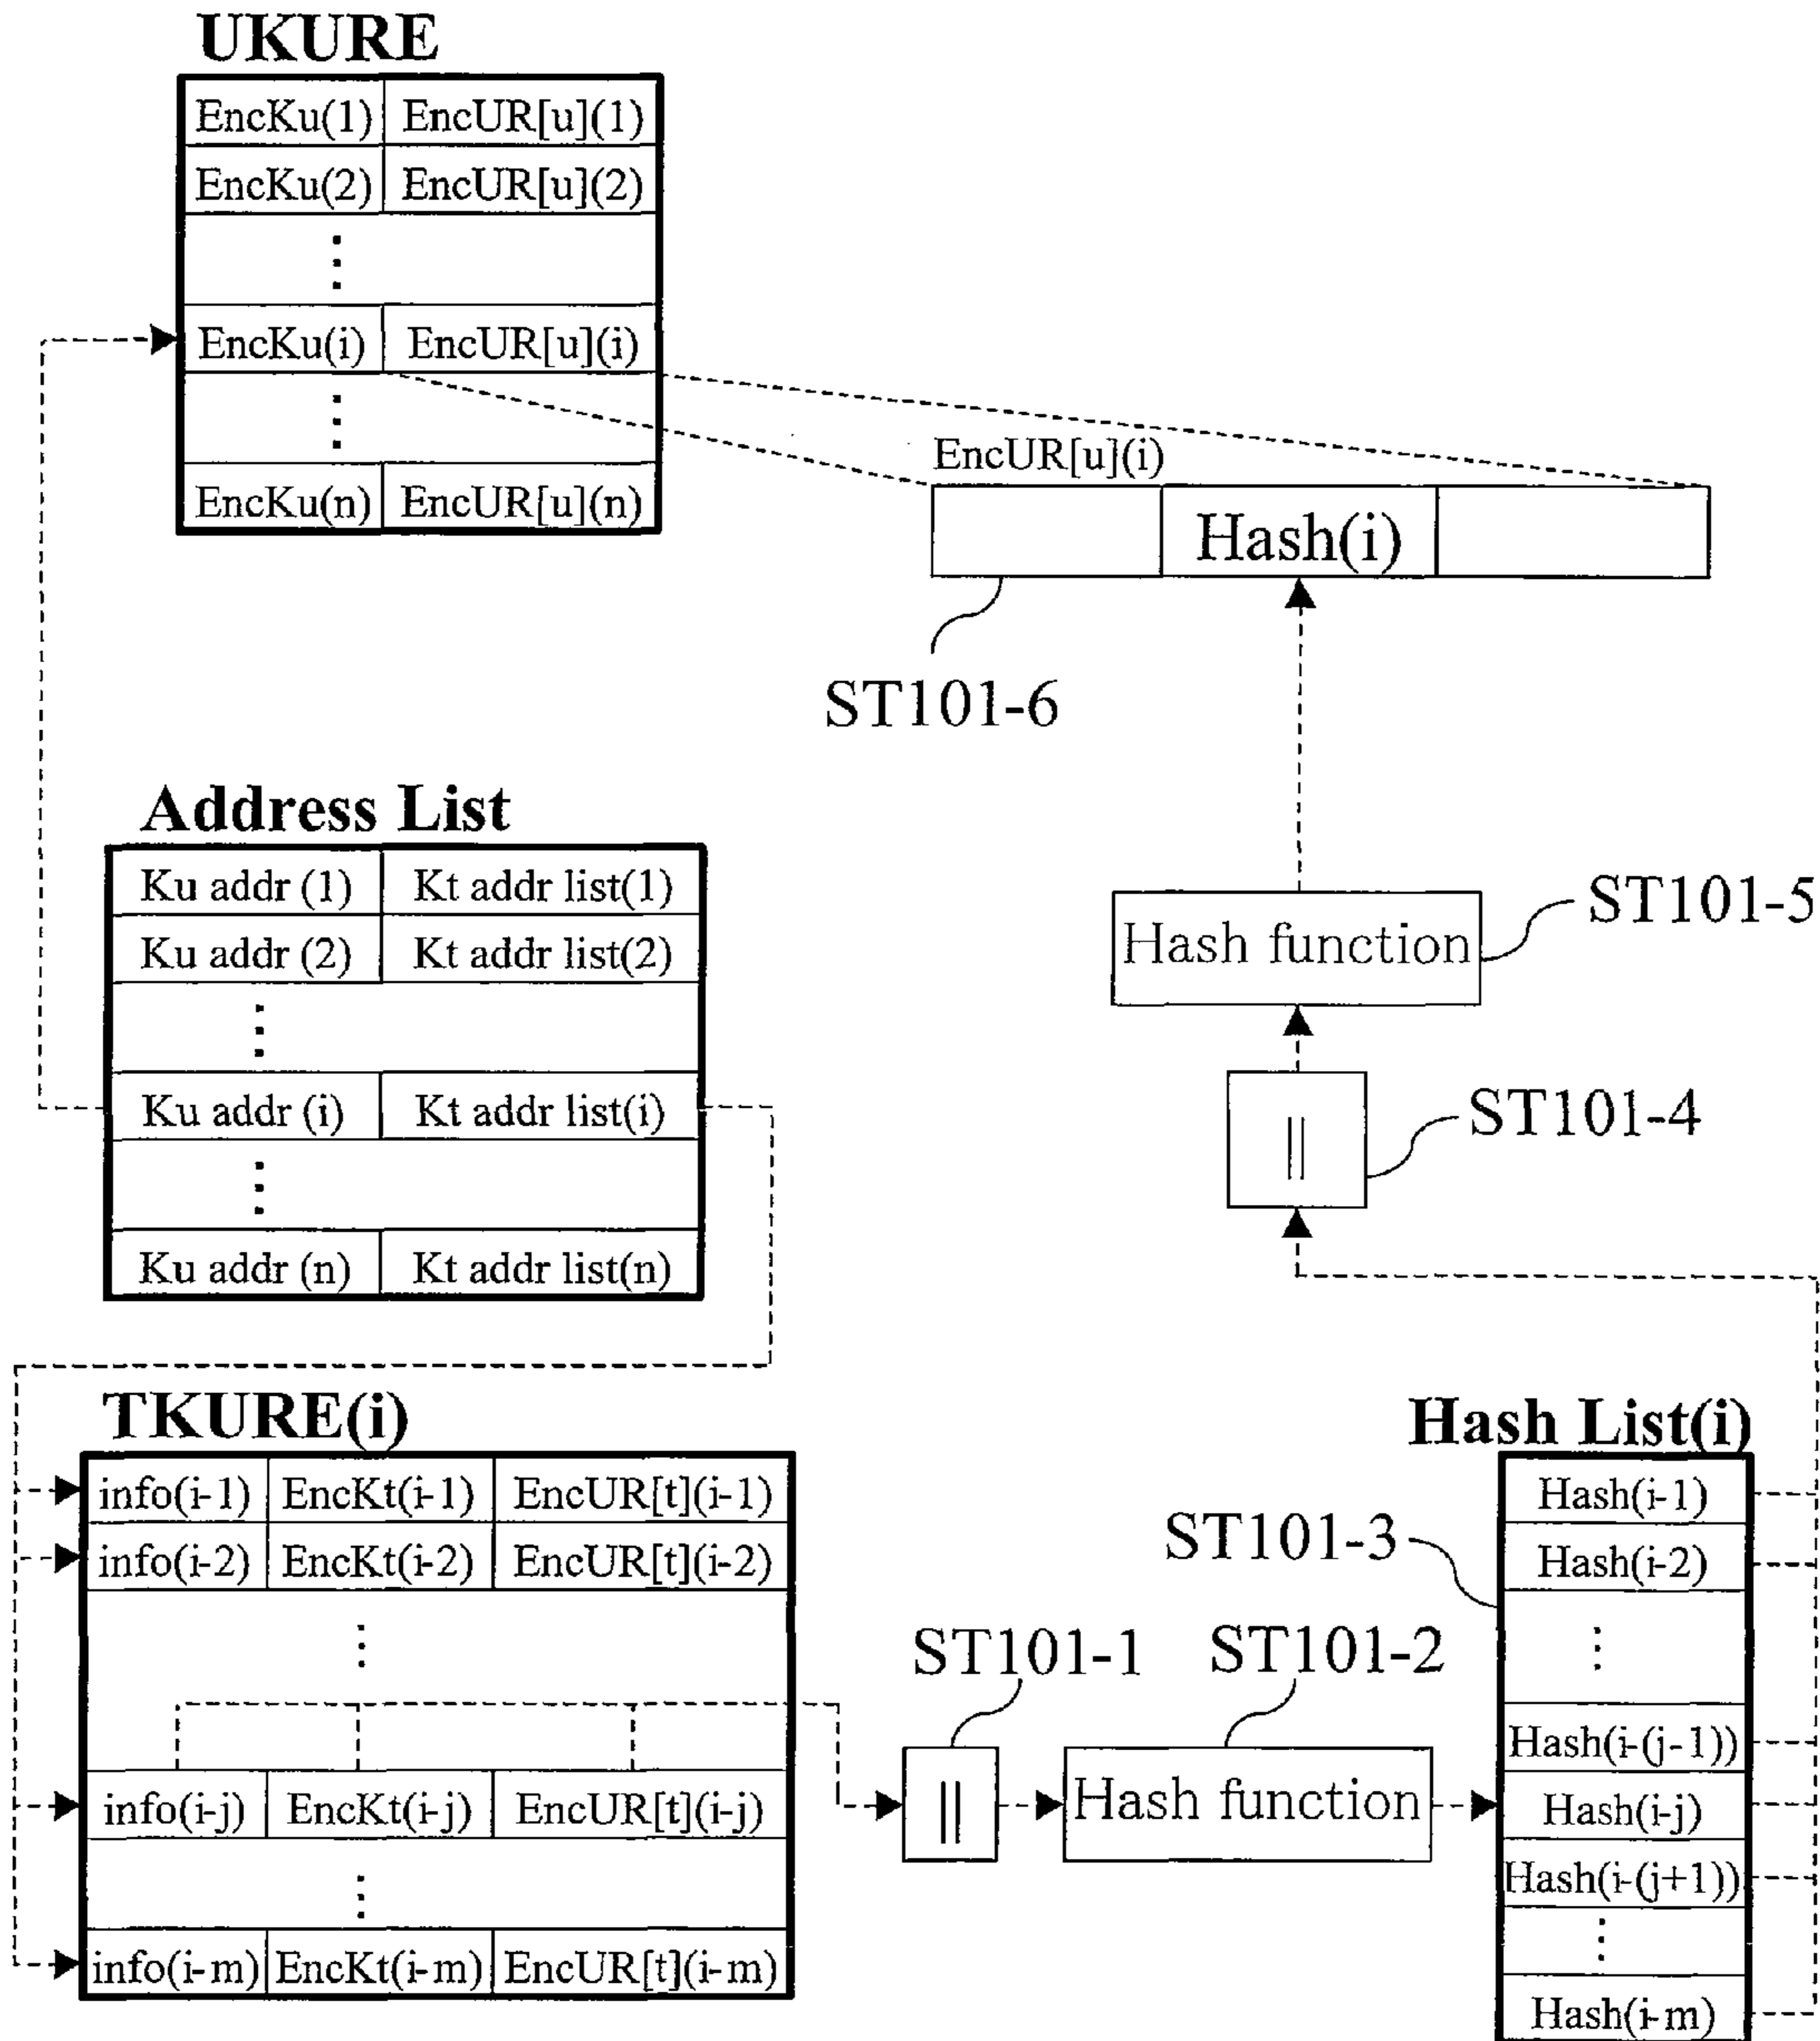 UKURE
EncKu(1) EncUR[u](1)
EncKu(2) EncUR[u](2)
⋮
EncKu(i) EncUR[u](i)
⋮
EncKu(n) EncUR[u](n)
EncUR[u](i)
Hash(i)
ST101-6
Address List
Ku addr (1) Kt addr list(1)
Ku addr (2) Kt addr list(2)
⋮
Ku addr (i) Kt addr list(i)
⋮
Ku addr (n) Kt addr list(n)
Hash function
ST101-5
||
ST101-4
TKURE(i)
info(i-1) EncKt(i-1) EncUR[t](i-1)
info(i-2) EncKt(i-2) EncUR[t](i-2)
⋮
info(i-j) EncKt(i-j) EncUR[t](i-j)
⋮
info(i-m) EncKt(i-m) EncUR[t](i-m)
ST101-1
||
ST101-2
Hash function
Hash List(i)
ST101-3
Hash(i-1)
Hash(i-2)
⋮
Hash(i-(j-1))
Hash(i-j)
Hash(i-(j+1))
⋮
Hash(i-m)